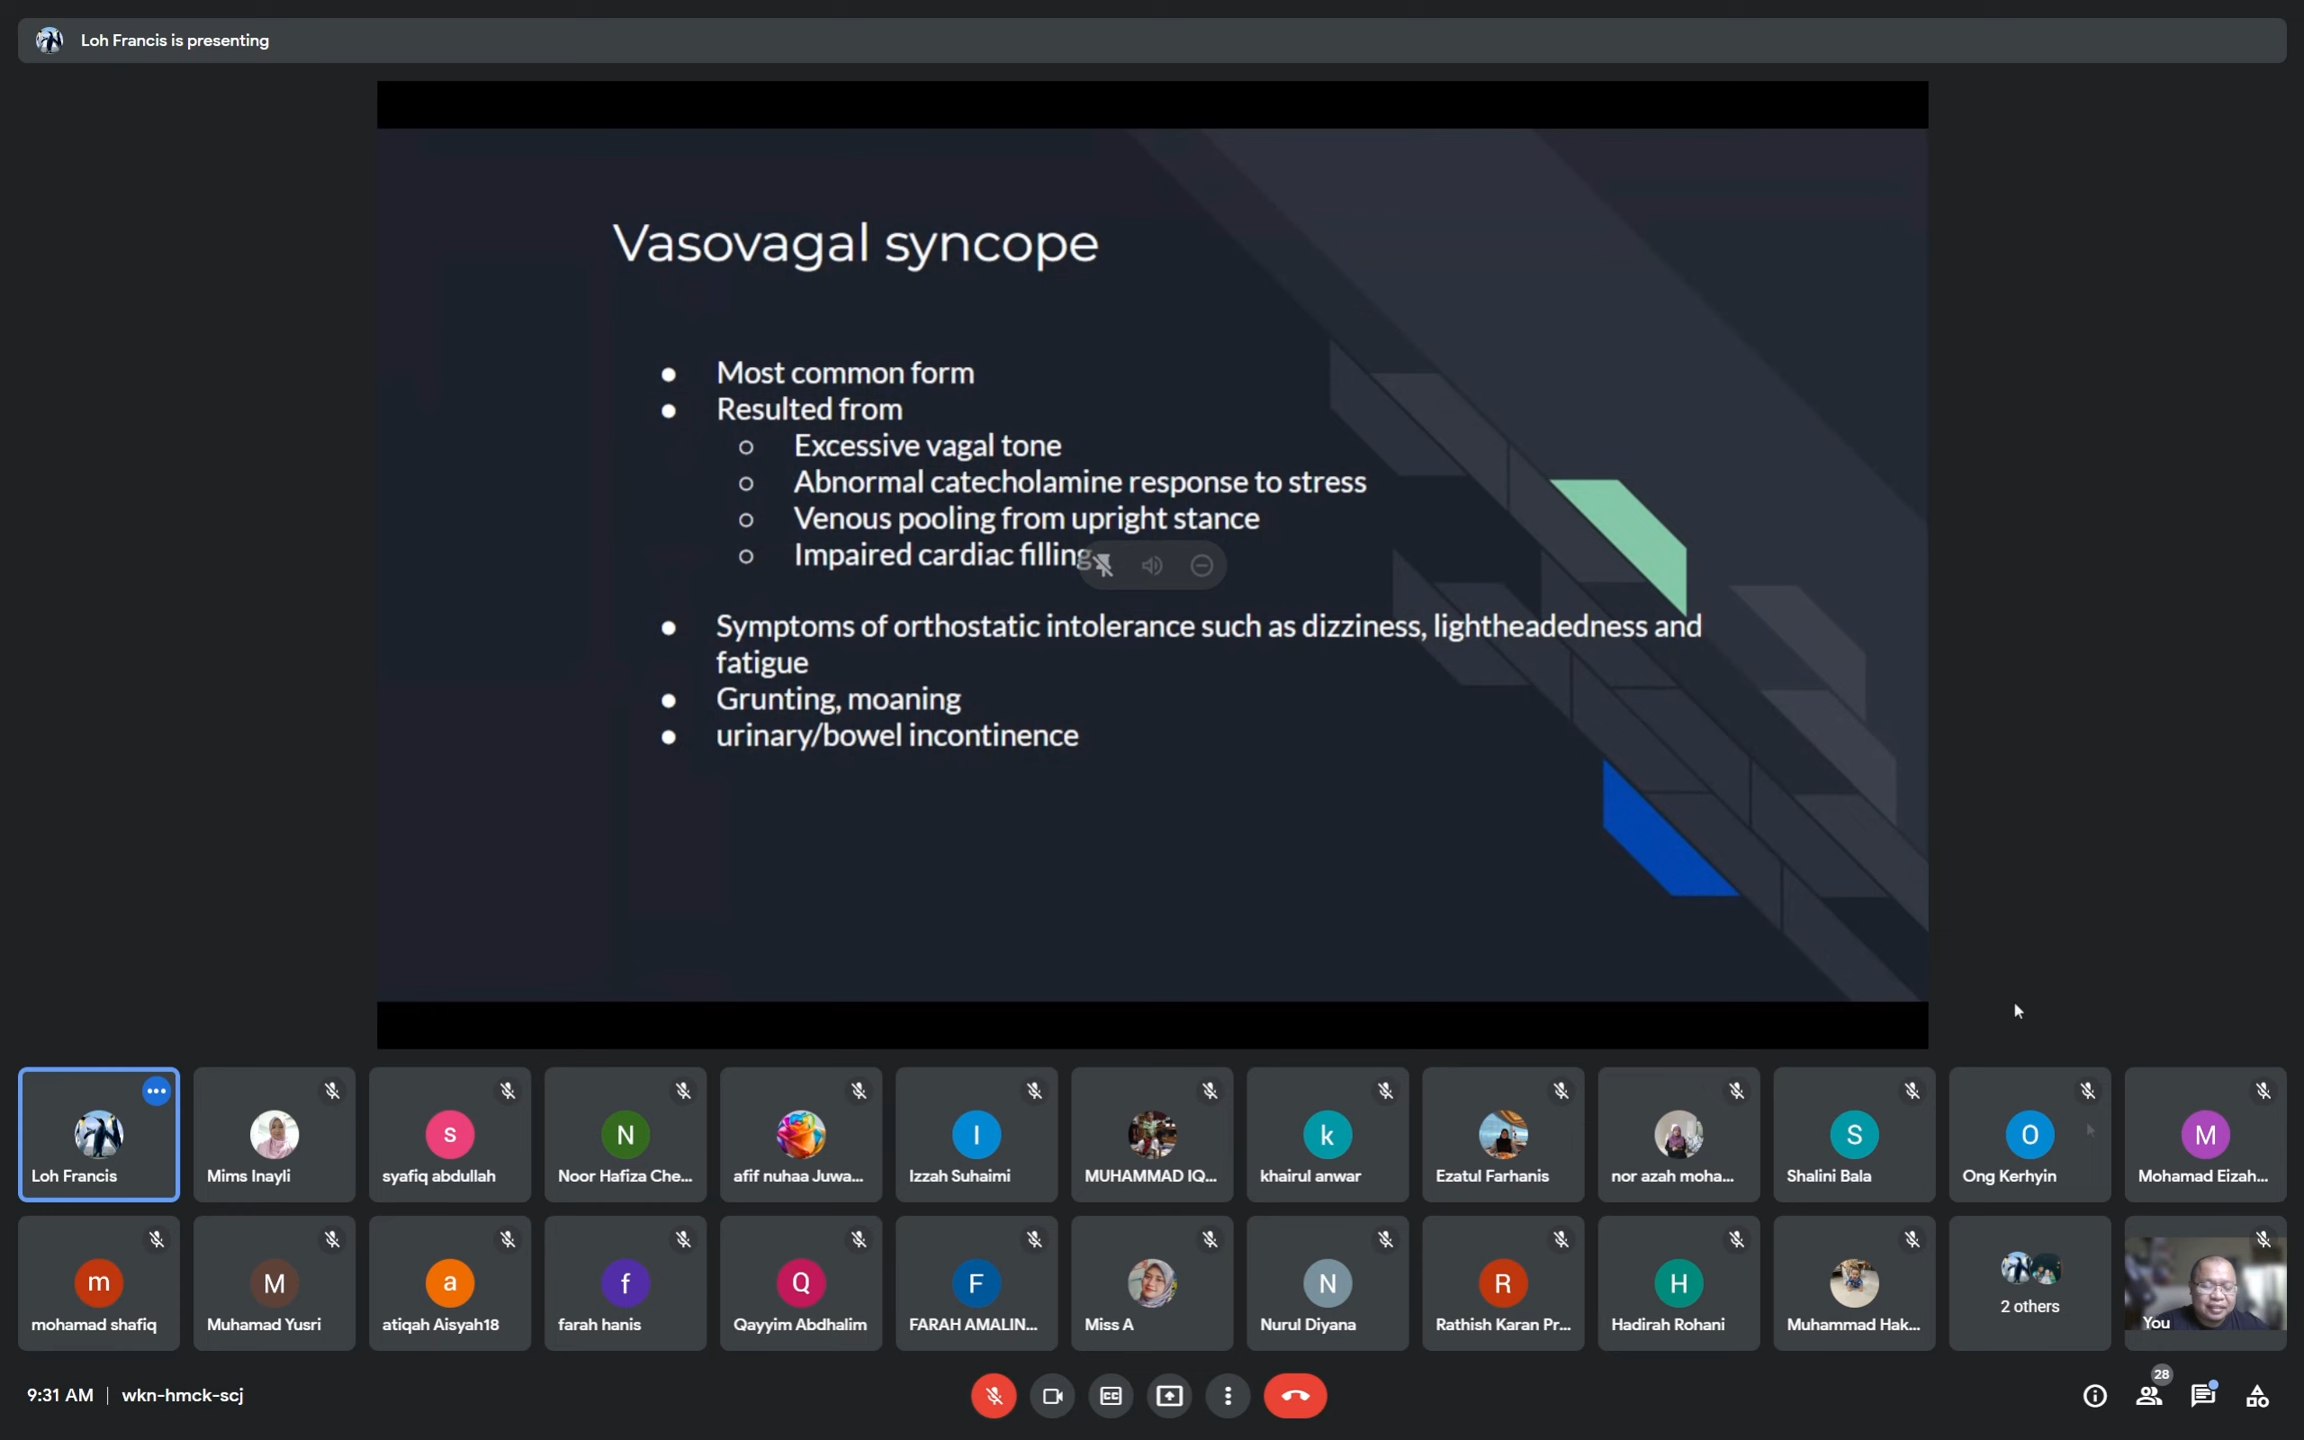 Loh Francis is presenting
Vasovagal syncope
● Most common form
● Resulted from
○ Excessive vagal tone
○ Abnormal catecholamine response to stress
○ Venous pooling from upright stance
○ Impaired cardiac filling
● Symptoms of orthostatic intolerance such as dizziness, lightheadedness and
fatigue
● Grunting, moaning
● urinary/bowel incontinence
Loh Francis
Mims Inayli
s
syafiq abdullah
N
Noor Hafiza Che...
afif nuhaa Juwa...
I
Izzah Suhaimi
MUHAMMAD IQ...
k
khairul anwar
Ezatul Farhanis
nor azah moha...
S
Shalini Bala
O
Ong Kerhyin
M
Mohamad Eizah...
m
mohamad shafiq
M
Muhamad Yusri
a
atiqah Aisyah18
f
farah hanis
Q
Qayyim Abdhalim
F
FARAH AMALIN...
Miss A
N
Nurul Diyana
R
Rathish Karan Pr...
H
Hadirah Rohani
Muhammad Hak...
2 others
You
9:31 AM | wkn-hmck-scj
CC
28